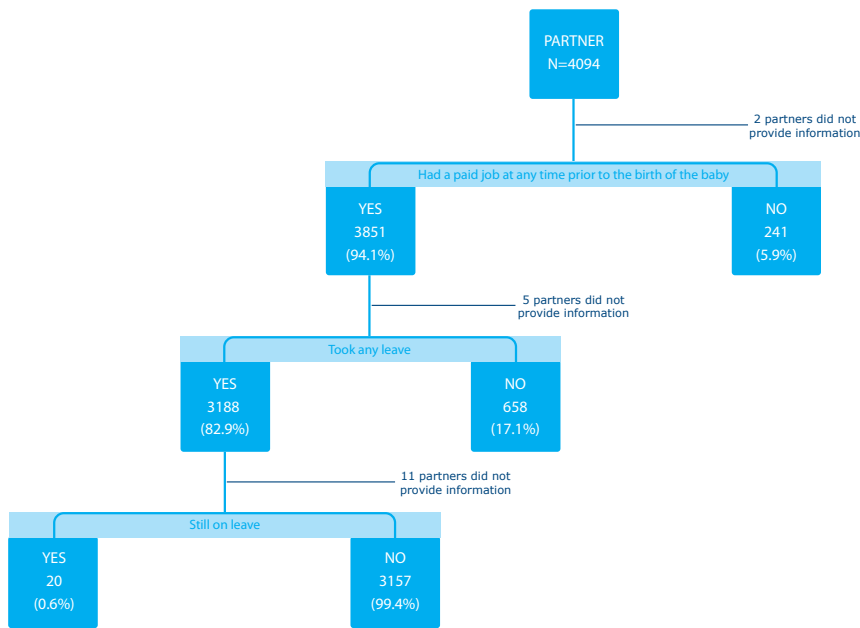 PARTNER
N=4094
2 partners did not
provide information
Had a paid job at any time prior to the birth of the baby
YES
3851
(94.1%)
NO
241
(5.9%)
5 partners did not
provide information
Took any leave
YES
3188
(82.9%)
NO
658
(17.1%)
11 partners did not
provide information
Still on leave
YES
20
(0.6%)
NO
3157
(99.4%)